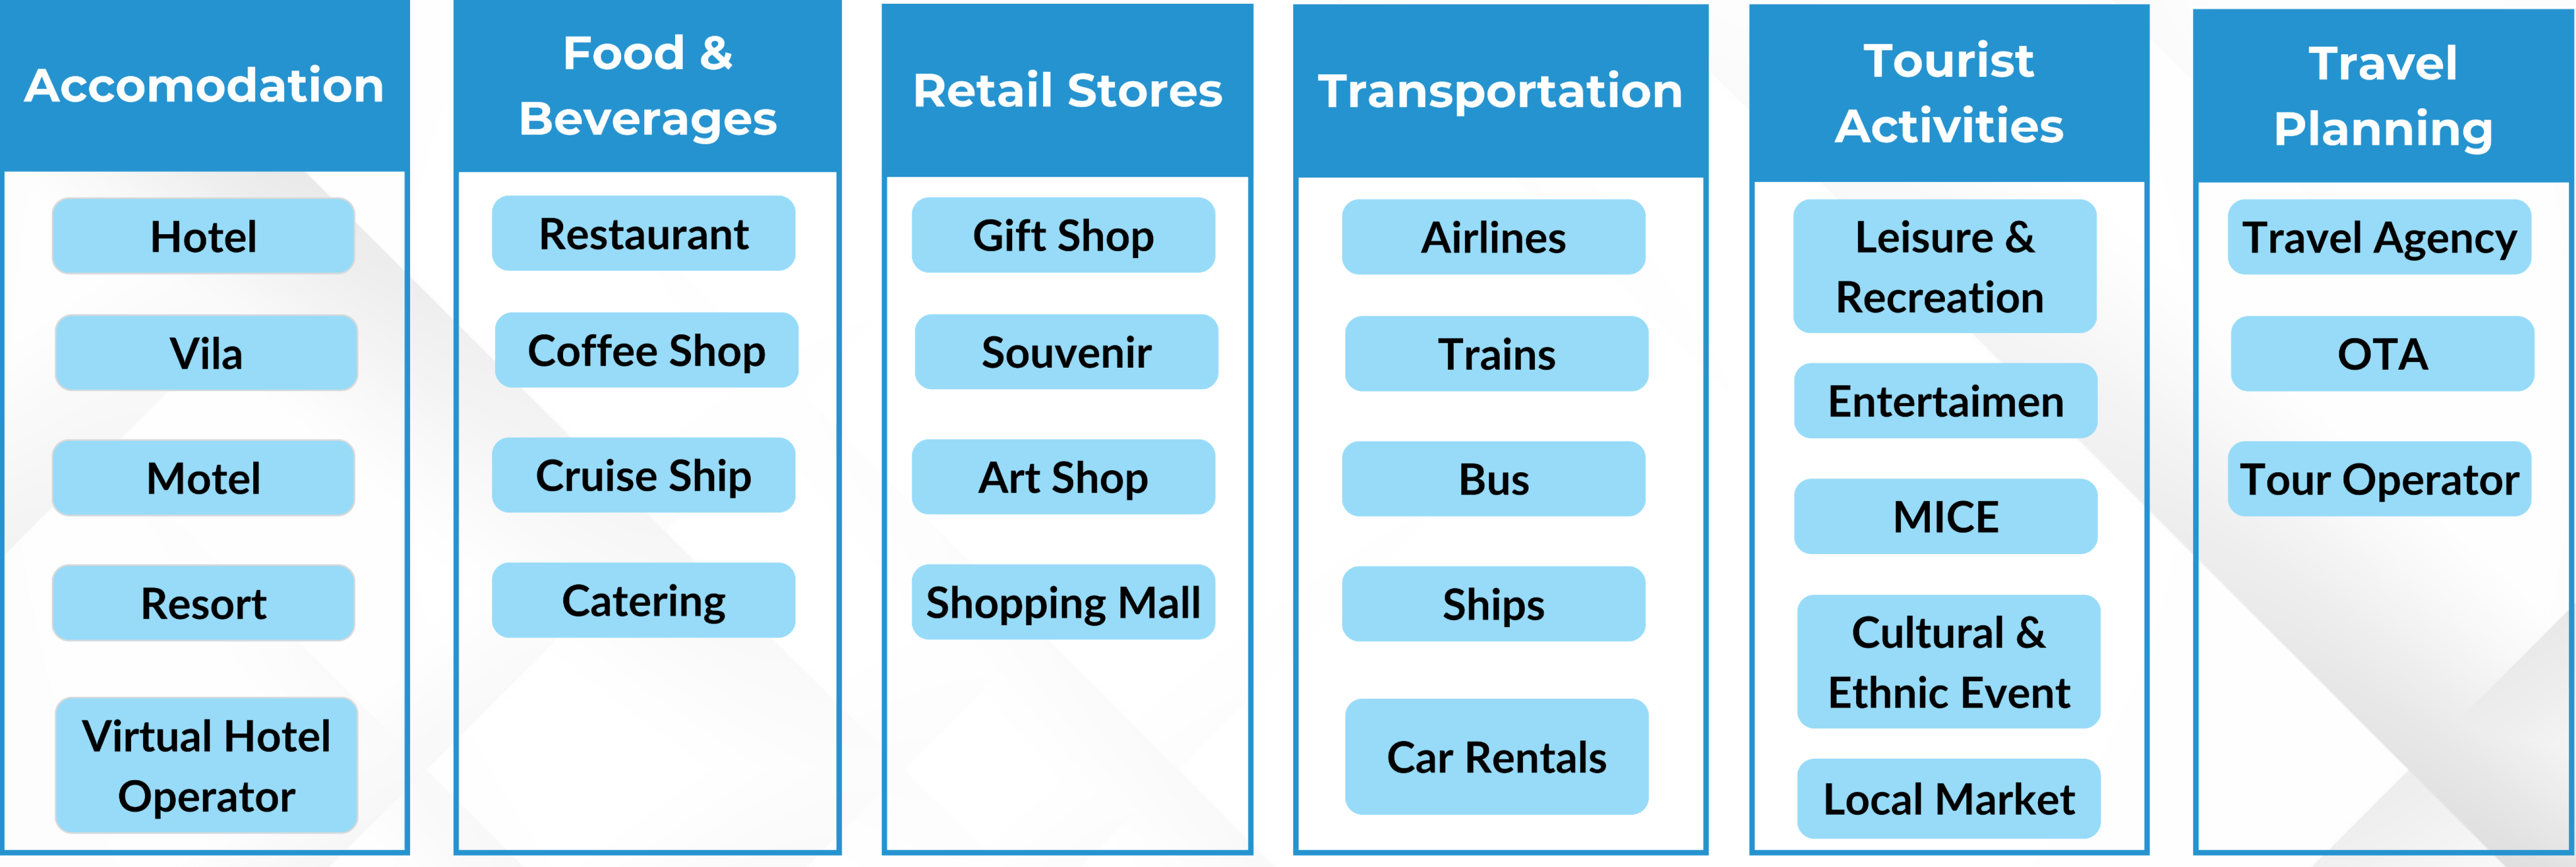 Accomodation
Hotel
Vila
Motel
Resort
Virtual Hotel
Operator
Food &
Beverages
Restaurant
Coffee Shop
Cruise Ship
Catering
Retail Stores
Gift Shop
Souvenir
Art Shop
Shopping Mall
Transportation
Airlines
Trains
Bus
Ships
Car Rentals
Tourist
Activities
Leisure &
Recreation
Entertaimen
MICE
Cultural &
Ethnic Event
Local Market
Travel
Planning
Travel Agency
OTA
Tour Operator